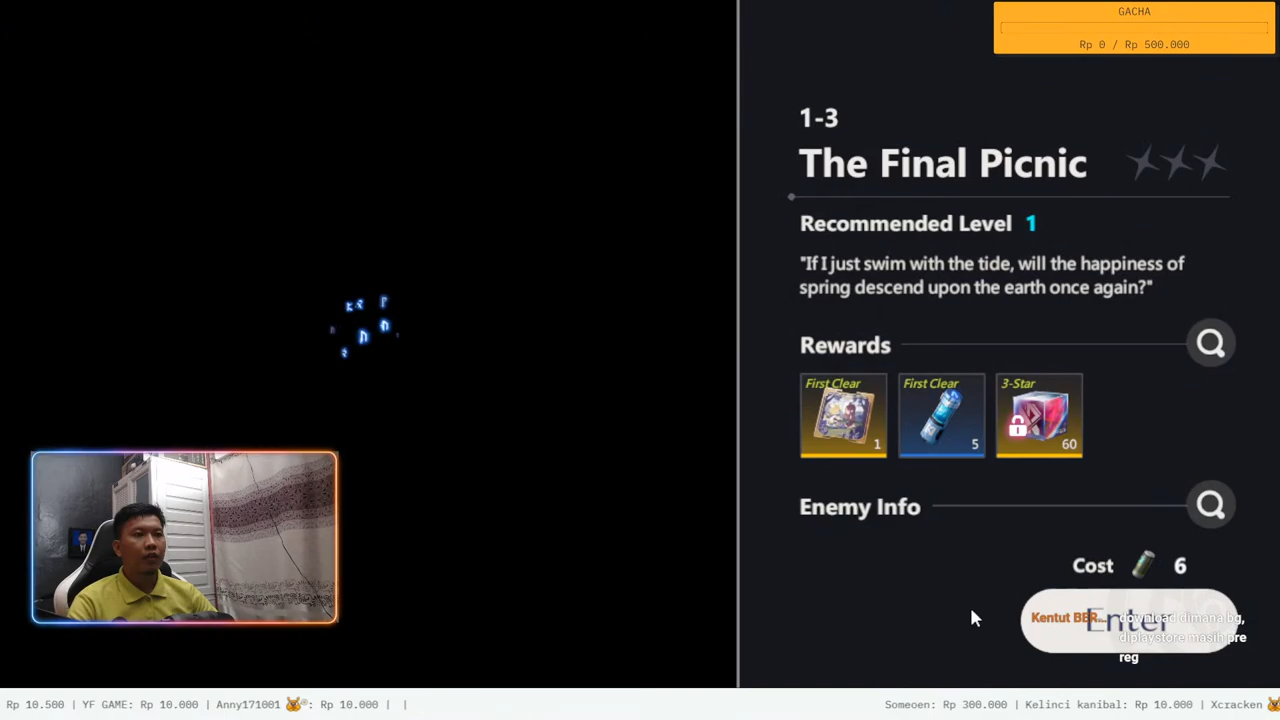 GACHA
Rp 0 / Rp 500.000
1-3
The Final Picnic
Recommended Level 1
"If I just swim with the tide, will the happiness of
spring descend upon the earth once again?"
Rewards
First Clear
1
First Clear
5
3-Star
60
Enemy Info
Cost 6
Enter
Kentut BER... download dimana bg,
diplaystore masih pre
reg
Rp 10.500 | YF GAME: Rp 10.000 | Anny171001 : Rp 10.000 | |
Someoen: Rp 300.000 | Kelinci kanibal: Rp 10.000 | Xcracken